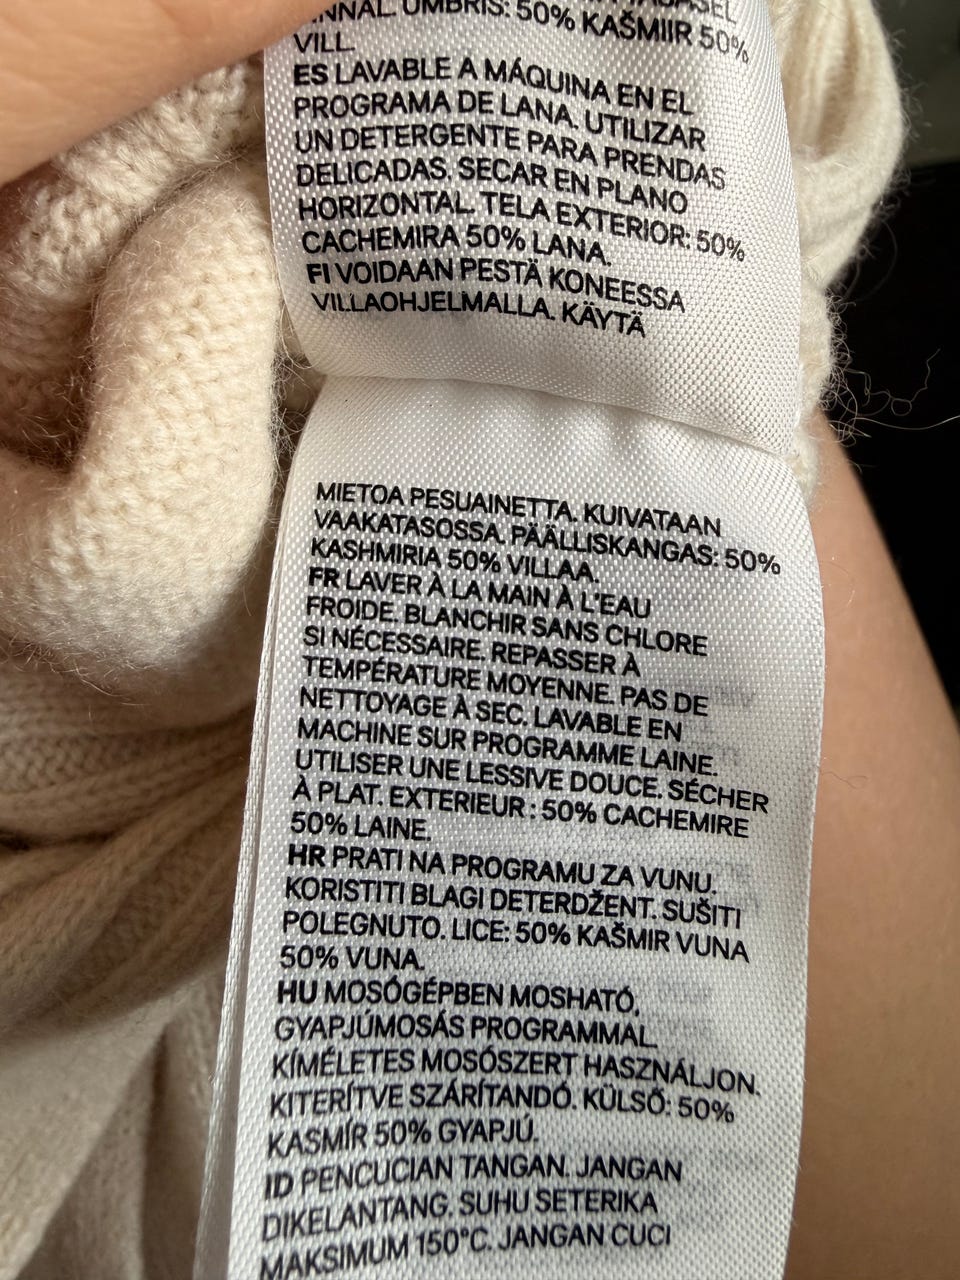 ÜMBRIS: 50% KAŠMIIR 50%
VILL.
ES LAVABLE A MÁQUINA EN EL
PROGRAMA DE LANA. UTILIZAR
UN DETERGENTE PARA PRENDAS
DELICADAS. SECAR EN PLANO
HORIZONTAL. TELA EXTERIOR: 50%
CACHEMIRA 50% LANA.
FI VOIDAAN PESTÄ KONEESSA
VILLAOHJELMALLA. KÄYTÄ
MIETOA PESUAINETTA. KUIVATAAN
VAAKATASOSSA. PÄÄLLISKANGAS: 50%
KASHMIRIA 50% VILLAA.
FR LAVER À LA MAIN À L'EAU
FROIDE. BLANCHIR SANS CHLORE
SI NÉCESSAIRE. REPASSER À
TEMPÉRATURE MOYENNE. PAS DE
NETTOYAGE À SEC. LAVABLE EN
MACHINE SUR PROGRAMME LAINE.
UTILISER UNE LESSIVE DOUCE. SÉCHER
À PLAT. EXTERIEUR : 50% CACHEMIRE
50% LAINE.
HR PRATI NA PROGRAMU ZA VUNU.
KORISTITI BLAGI DETERDŽENT. SUŠITI
POLEGNUTO. LICE: 50% KAŠMIR VUNA
50% VUNA.
HU MOSÓGÉPBEN MOSHATÓ,
GYAPJÚMOSÁS PROGRAMMAL.
KÍMÉLETES MOSÓSZERT HASZNÁLJON.
KITERÍTVE SZÁRÍTANDÓ. KÜLSŐ: 50%
KASMÍR 50% GYAPJÚ.
ID PENCUCIAN TANGAN. JANGAN
DIKELANTANG. SUHU SETERIKA
MAKSIMUM 150°C. JANGAN CUCI